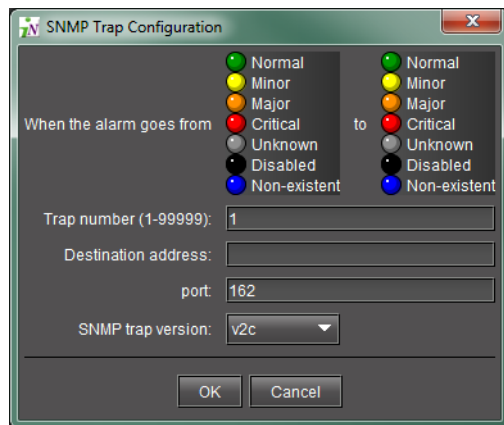 iN SNMP Trap Configuration
When the alarm goes from
Normal
Minor
Major
Critical
Unknown
Disabled
Non-existent
to
Normal
Minor
Major
Critical
Unknown
Disabled
Non-existent
Trap number (1-99999): 1
Destination address:
port: 162
SNMP trap version: v2c
OK Cancel